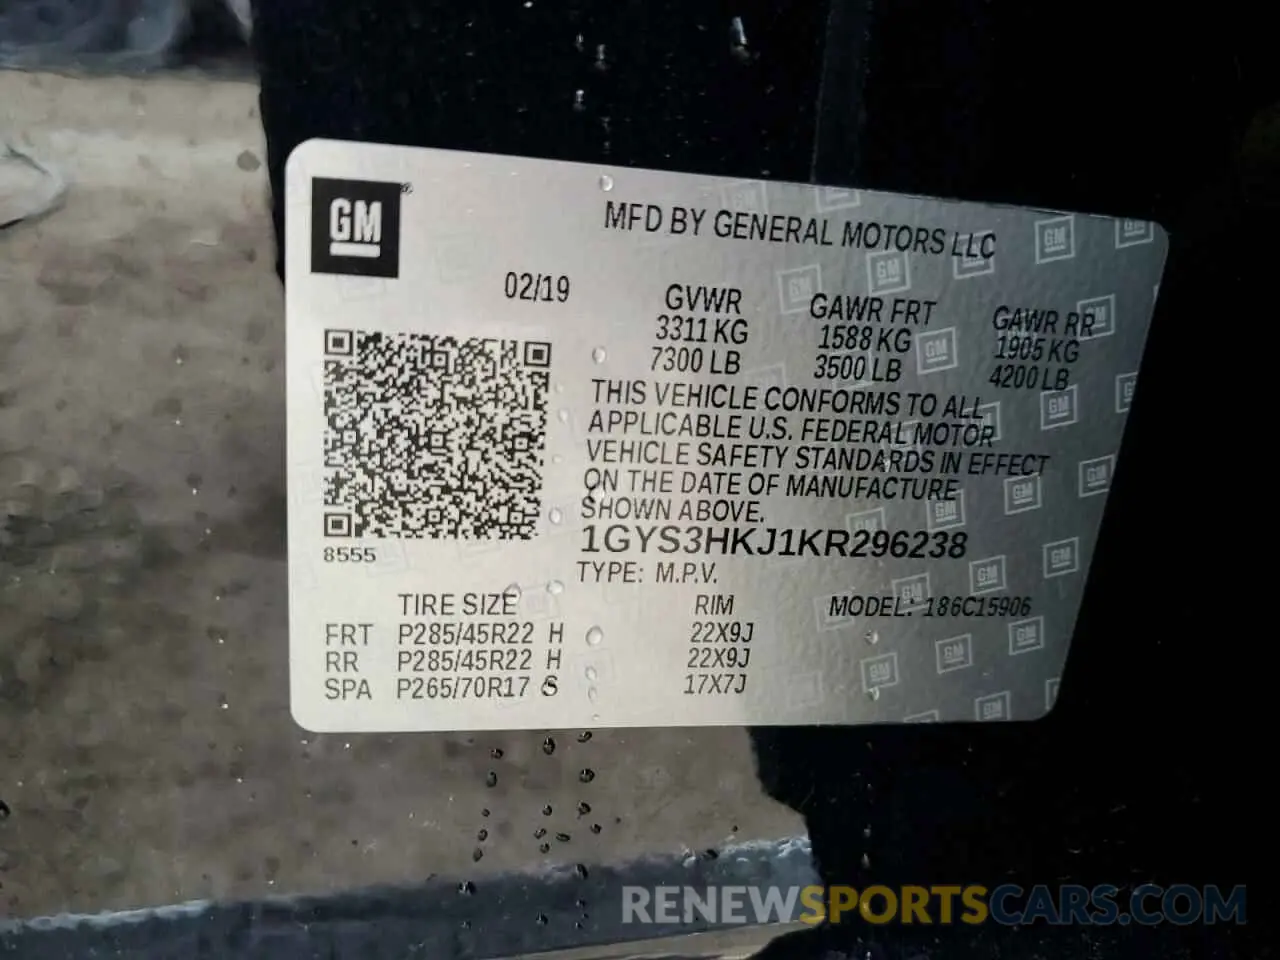 GM®
MFD BY GENERAL MOTORS LLC
02/19
GVWR GAWR FRT GAWR RR
3311 KG 1588 KG 1905 KG
7300 LB 3500 LB 4200 LB
THIS VEHICLE CONFORMS TO ALL
APPLICABLE U.S. FEDERAL MOTOR
VEHICLE SAFETY STANDARDS IN EFFECT
ON THE DATE OF MANUFACTURE
SHOWN ABOVE.
1GYS3HKJ1KR296238
8555
TYPE: M.P.V.
TIRE SIZE RIM MODEL: 186C15906
FRT P285/45R22 H 22X9J
RR P285/45R22 H 22X9J
SPA P265/70R17 S 17X7J
RENEWSPORTSCARS.COM